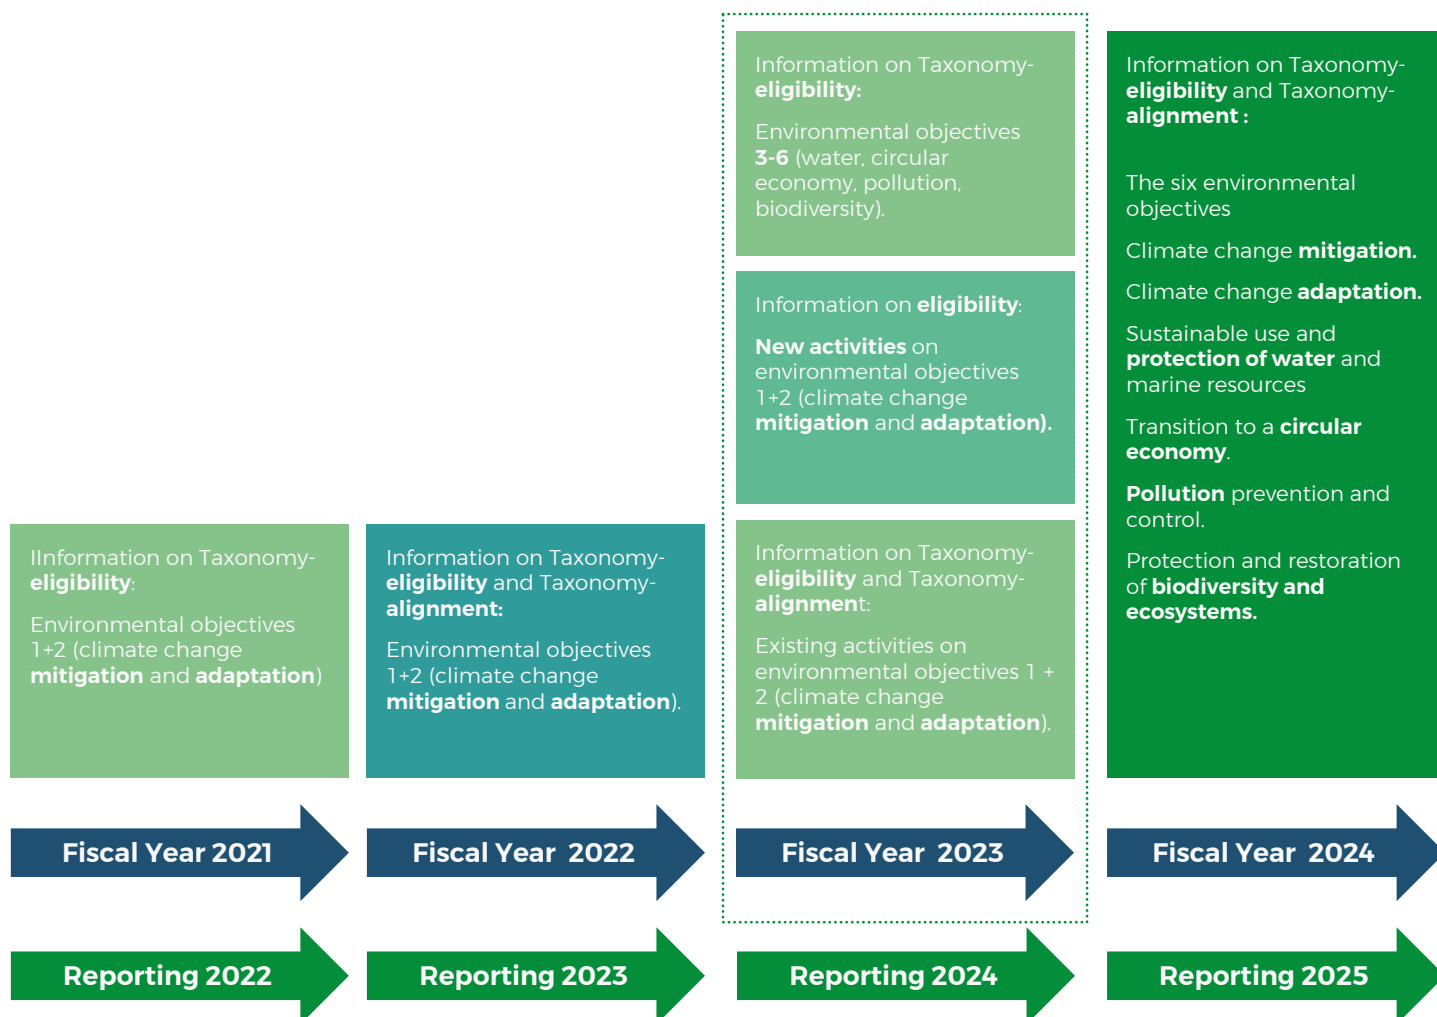 IInformation on Taxonomy-
eligibility:
Environmental objectives
1+2 (climate change
mitigation and adaptation)
Information on Taxonomy-
eligibility and Taxonomy-
alignment:
Environmental objectives
1+2 (climate change
mitigation and adaptation).
Information on Taxonomy-
eligibility:
Environmental objectives
3-6 (water, circular
economy, pollution,
biodiversity).
Information on eligibility:
New activities on
environmental objectives
1+2 (climate change
mitigation and adaptation).
Information on Taxonomy-
eligibility and Taxonomy-
alignment:
Existing activities on
environmental objectives 1 +
2 (climate change
mitigation and adaptation).
Information on Taxonomy-
eligibility and Taxonomy-
alignment :
The six environmental
objectives
Climate change mitigation.
Climate change adaptation.
Sustainable use and
protection of water and
marine resources
Transition to a circular
economy.
Pollution prevention and
control.
Protection and restoration
of biodiversity and
ecosystems.
Fiscal Year 2021
Fiscal Year 2022
Fiscal Year 2023
Fiscal Year 2024
Reporting 2022
Reporting 2023
Reporting 2024
Reporting 2025